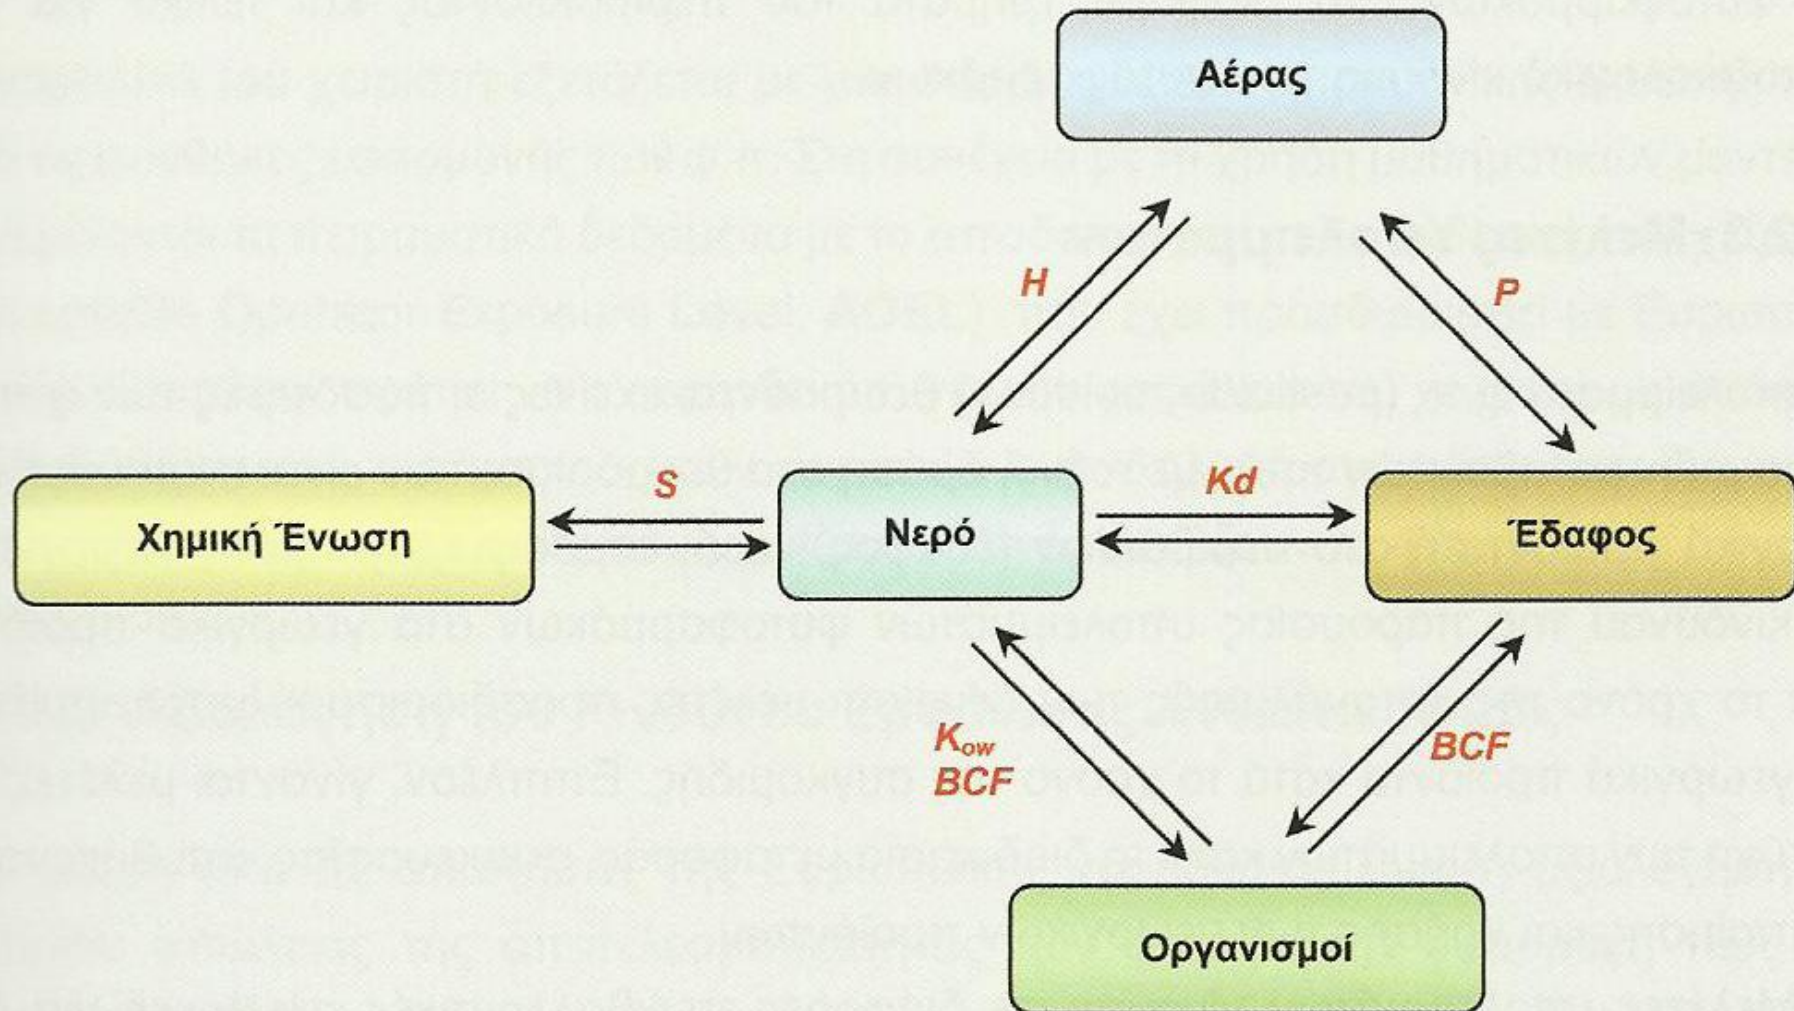 Αέρας
H
P
S
Kd
Χημική Ένωση
Νερό
Έδαφος
Kow
BCF
BCF
Οργανισμοί